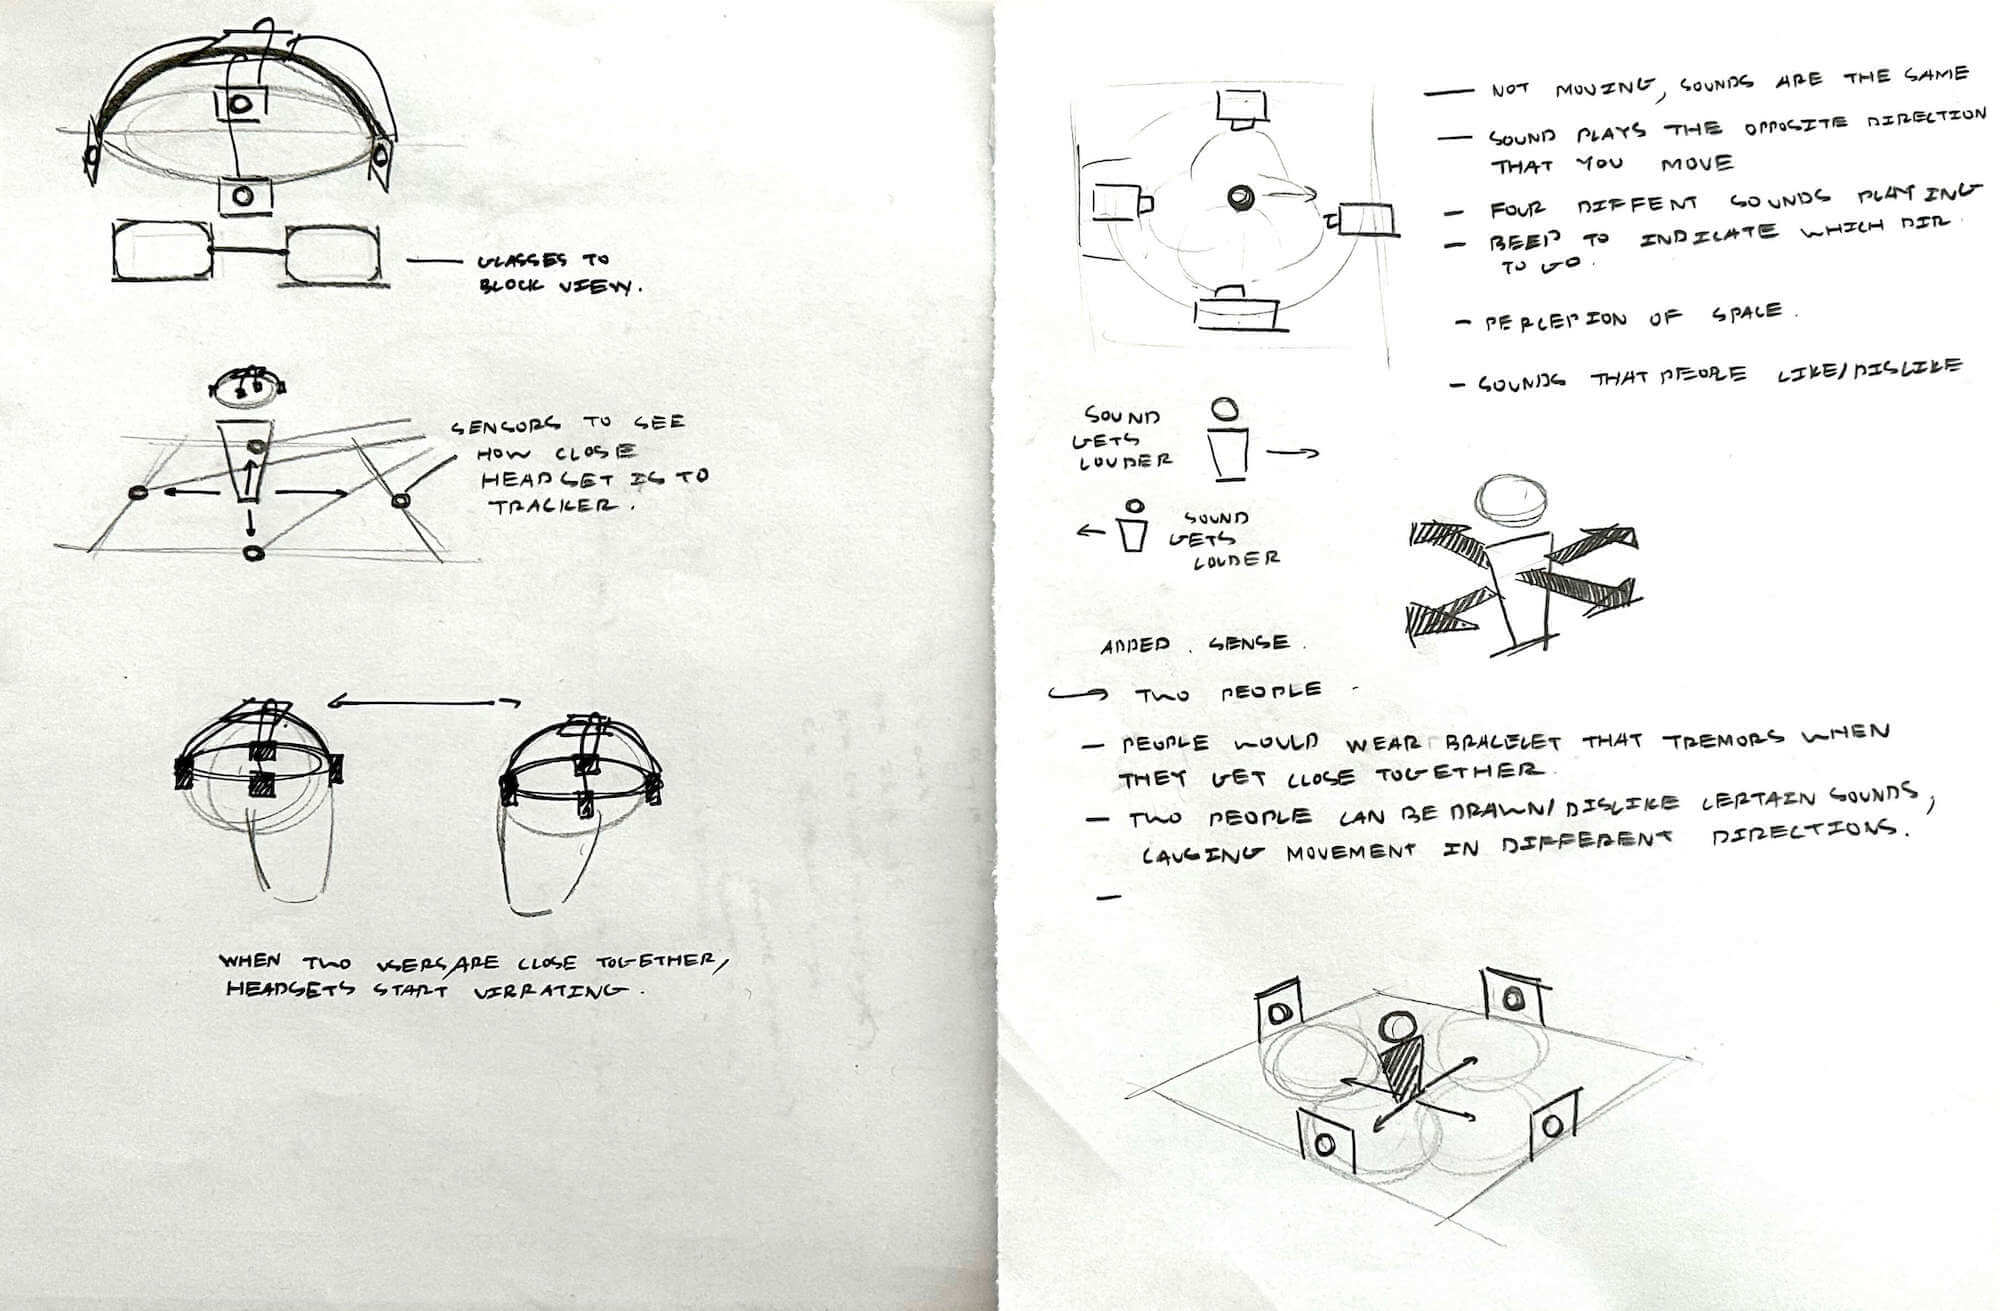 GLASSES TO
BLOCK VIEW.
SENSORS TO SEE
HOW CLOSE
HEADSET IS TO
TRACKER.
WHEN TWO USERS ARE CLOSE TOGETHER,
HEADSETS START VIBRATING.
— NOT MOVING, SOUNDS ARE THE SAME
— SOUND PLAYS THE OPPOSITE DIRECTION
THAT YOU MOVE
— FOUR DIFFENT SOUNDS PLAYING
— BEEP TO INDICATE WHICH DIR.
TO GO.
— PERCEPTION OF SPACE.
— SOUNDS THAT PEOPLE LIKE/DISLIKE
SOUND
GETS
LOUDER
SOUND
GETS
LOUDER
ADDED. SENSE.
TWO PEOPLE -
— PEOPLE WOULD WEAR BRACELET THAT TREMORS WHEN
THEY GET CLOSE TOGETHER.
— TWO PEOPLE CAN BE DRAWN/DISLIKE CERTAIN SOUNDS,
CAUSING MOVEMENT IN DIFFERENT DIRECTIONS.
—